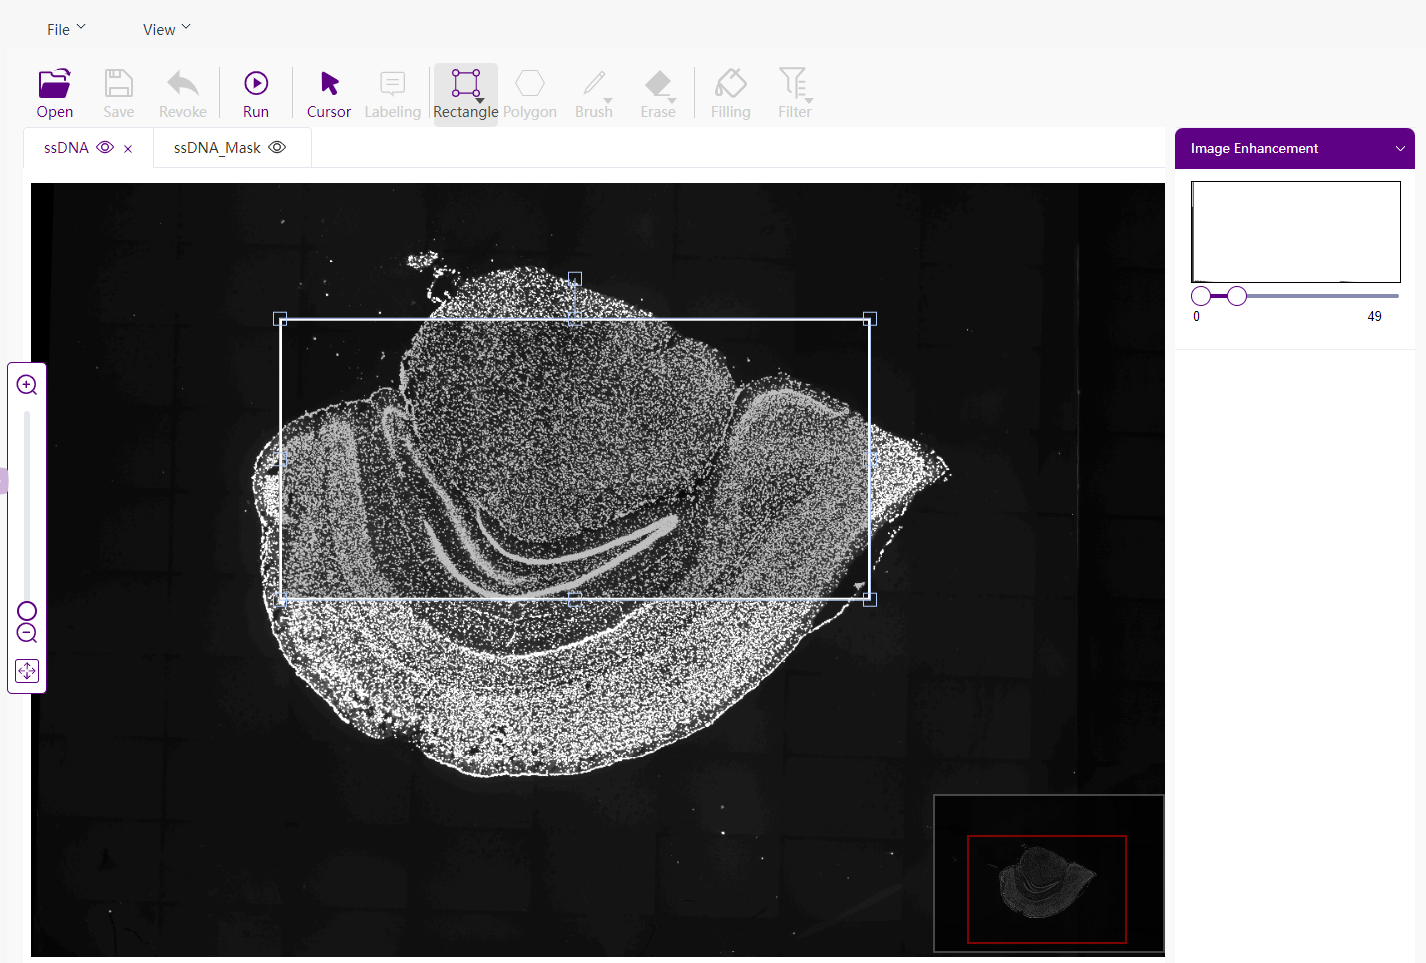 File View
Open Save Revoke Run Cursor Labeling Rectangle Polygon Brush Erase Filling Filter
ssDNA × ssDNA_Mask
Image Enhancement
0 49